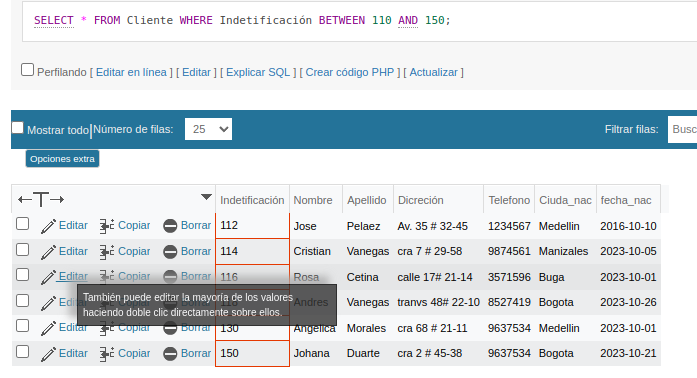 SELECT * FROM Cliente WHERE Indetificación BETWEEN 110 AND 150;
Perfilando [ Editar en línea ] [ Editar ] [ Explicar SQL ] [ Crear código PHP ] [ Actualizar ]
Mostrar todo Número de filas: 25 Filtrar filas: Busc
Opciones extra
Indetificación Nombre Apellido Dicreción Telefono Ciuda_nac fecha_nac
Editar Copiar Borrar 112 Jose Pelaez Av. 35 # 32-45 1234567 Medellin 2016-10-10
Editar Copiar Borrar 114 Cristian Vanegas cra 7 # 29-58 9874561 Manizales 2023-10-05
Editar Copiar Borrar 116 Rosa Cetina calle 17# 21-14 3571596 Buga 2023-10-01
Andres Vanegas tranvs 48# 22-10 8527419 Bogota 2023-10-26
También puede editar la mayoría de los valores
haciendo doble clic directamente sobre ellos.
Editar Copiar Borrar 130 Angelica Morales cra 68 # 21-11 9637534 Medellin 2023-10-01
Editar Copiar Borrar 150 Johana Duarte cra 2 # 45-38 9637534 Bogota 2023-10-21